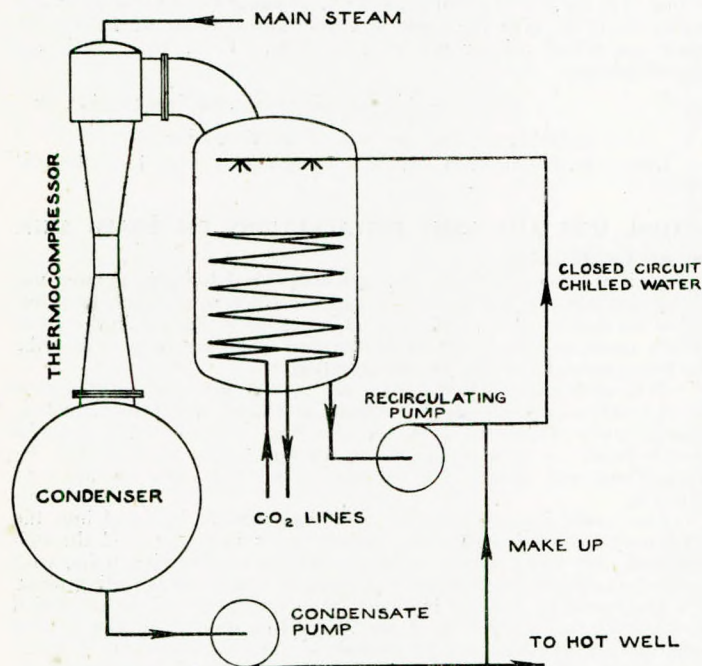 MAIN STEAM
THERMOCOMPRESSOR
CLOSED CIRCUIT
CHILLED WATER
RECIRCULATING
PUMP
CONDENSER
CO₂ LINES
MAKE UP
CONDENSATE
PUMP
TO HOT WELL